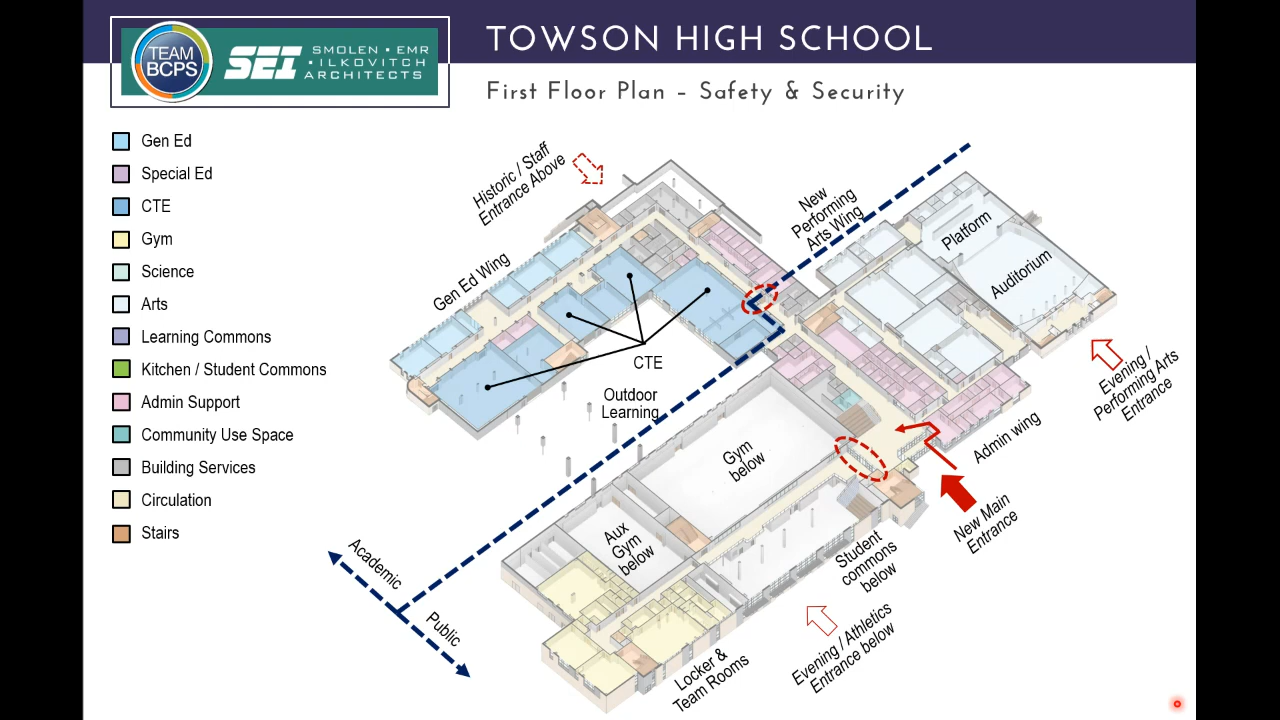 TEAM
BCPS
SEI
SMOLEN • EMR
• ILKOVITCH
ARCHITECTS
TOWSON HIGH SCHOOL
First Floor Plan – Safety & Security
Gen Ed
Special Ed
CTE
Gym
Science
Arts
Learning Commons
Kitchen / Student Commons
Admin Support
Community Use Space
Building Services
Circulation
Stairs
Historic / Staff
Entrance Above
Gen Ed Wing
New
Performing
Arts Wing
Platform
Auditorium
CTE
Outdoor
Learning
Evening /
Performing Arts
Entrance
Admin wing
Gym
below
New Main
Entrance
Aux
Gym
below
Student
commons
below
Academic
Public
Evening / Athletics
Entrance below
Locker &
Team Rooms